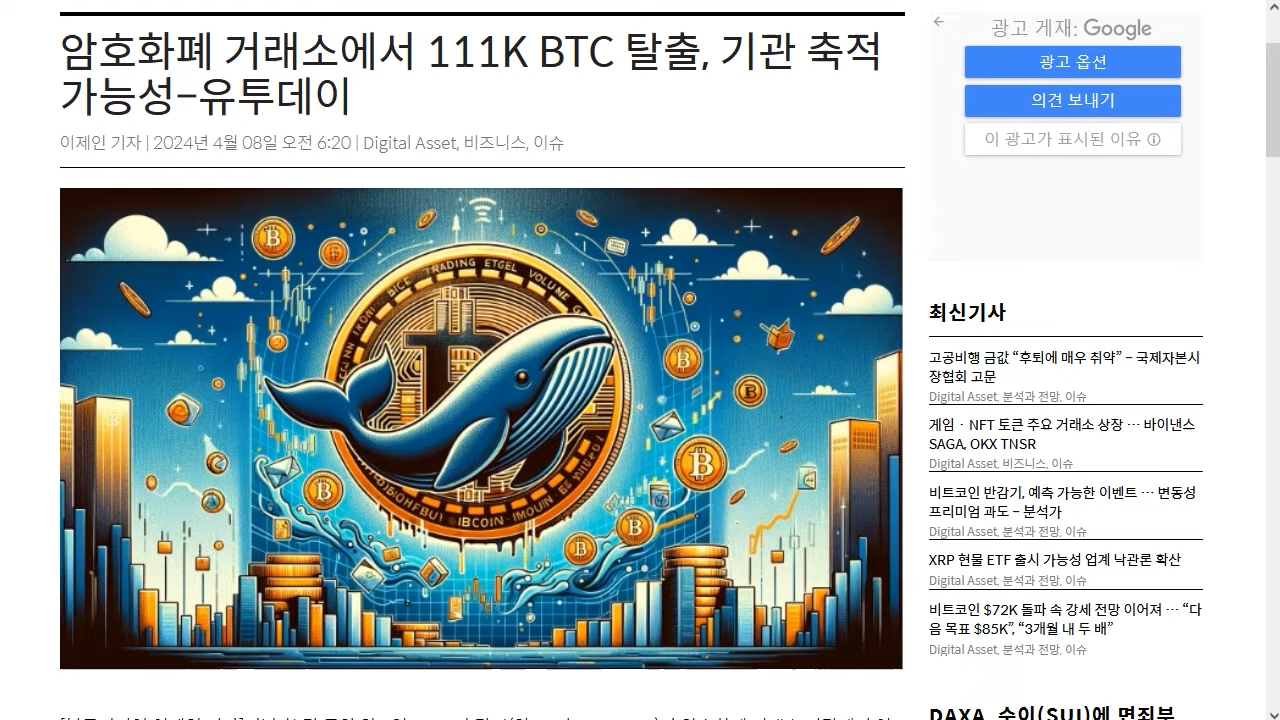 암호화폐 거래소에서 111K BTC 탈출, 기관 축적
가능성–유투데이
이제인 기자 | 2024년 4월 08일 오전 6:20 | Digital Asset, 비즈니스, 이슈
TRADING ETGEL VOLUME
IBCOIN
광고 게재: Google
광고 옵션
의견 보내기
이 광고가 표시된 이유
최신기사
고공비행 금값 “후퇴에 매우 취약” – 국제자본시
장협회 고문
Digital Asset, 분석과 전망, 이슈
게임 · NFT 토큰 주요 거래소 상장 … 바이낸스
SAGA, OKX TNSR
Digital Asset, 비즈니스, 이슈
비트코인 반감기, 예측 가능한 이벤트 … 변동성
프리미엄 과도 – 분석가
Digital Asset, 분석과 전망, 이슈
XRP 현물 ETF 출시 가능성 업계 낙관론 확산
Digital Asset, 분석과 전망, 이슈
비트코인 $72K 돌파 속 강세 전망 이어져 … “다
음 목표 $85K”, “3개월 내 두 배”
Digital Asset, 분석과 전망, 이슈
DAXA, 수이(SUI)에 면죄부